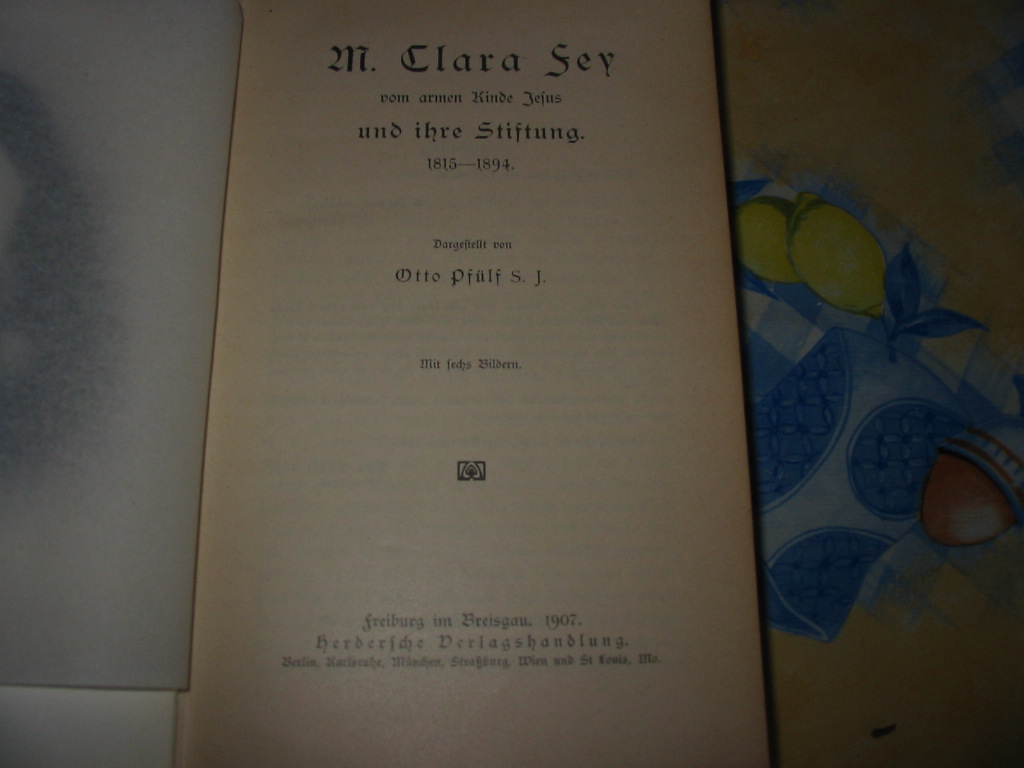 M. Clara Fey
vom armen Kinde Jesus
und ihre Stiftung.
1815—1894.
Dargestellt von
Otto Pfülf S. J.
Mit sechs Bildern.
Freiburg im Breisgau. 1907.
Herdersche Verlagshandlung.
Berlin, Karlsruhe, München, Straßburg, Wien und St Louis, Mo.